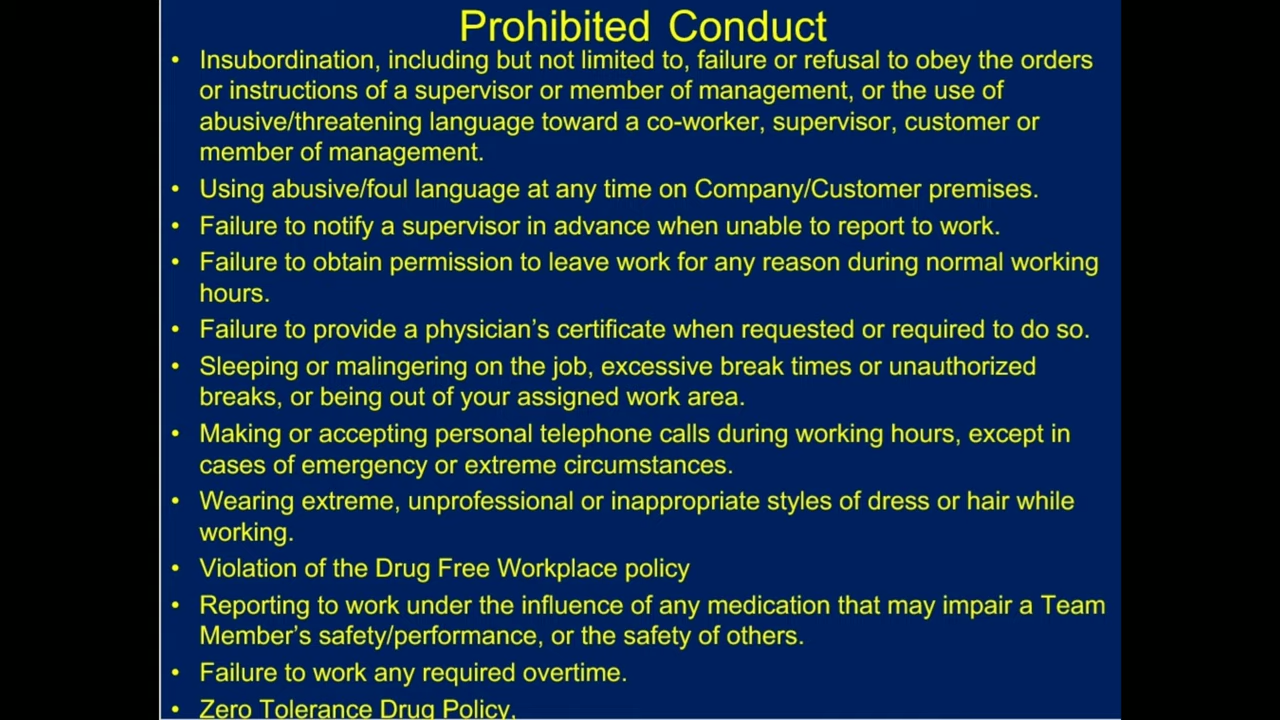 Prohibited Conduct
• Insubordination, including but not limited to, failure or refusal to obey the orders
or instructions of a supervisor or member of management, or the use of
abusive/threatening language toward a co-worker, supervisor, customer or
member of management.
• Using abusive/foul language at any time on Company/Customer premises.
• Failure to notify a supervisor in advance when unable to report to work.
• Failure to obtain permission to leave work for any reason during normal working
hours.
• Failure to provide a physician’s certificate when requested or required to do so.
• Sleeping or malingering on the job, excessive break times or unauthorized
breaks, or being out of your assigned work area.
• Making or accepting personal telephone calls during working hours, except in
cases of emergency or extreme circumstances.
• Wearing extreme, unprofessional or inappropriate styles of dress or hair while
working.
• Violation of the Drug Free Workplace policy
• Reporting to work under the influence of any medication that may impair a Team
Member’s safety/performance, or the safety of others.
• Failure to work any required overtime.
• Zero Tolerance Drug Policy,